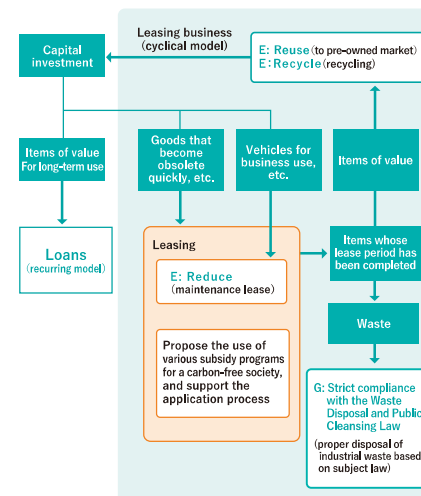 Leasing business
(cyclical model)
E: Reuse(to pre-owned market)
E:Recycle(recycling)
Capital
investment
Items of value
For long-term use
Goods that
become
obsolete
quickly, etc.
Vehicles for
business use,
etc.
Items of value
Loans
(recurring model)
Leasing
E: Reduce
(maintenance lease)
Propose the use of
various subsidy programs
for a carbon-free society,
and support the
application process
Items whose
lease period has
been completed
Waste
G: Strict compliance
with the Waste
Disposal and Public
Cleansing Law
(proper disposal of
industrial waste based
on subject law)